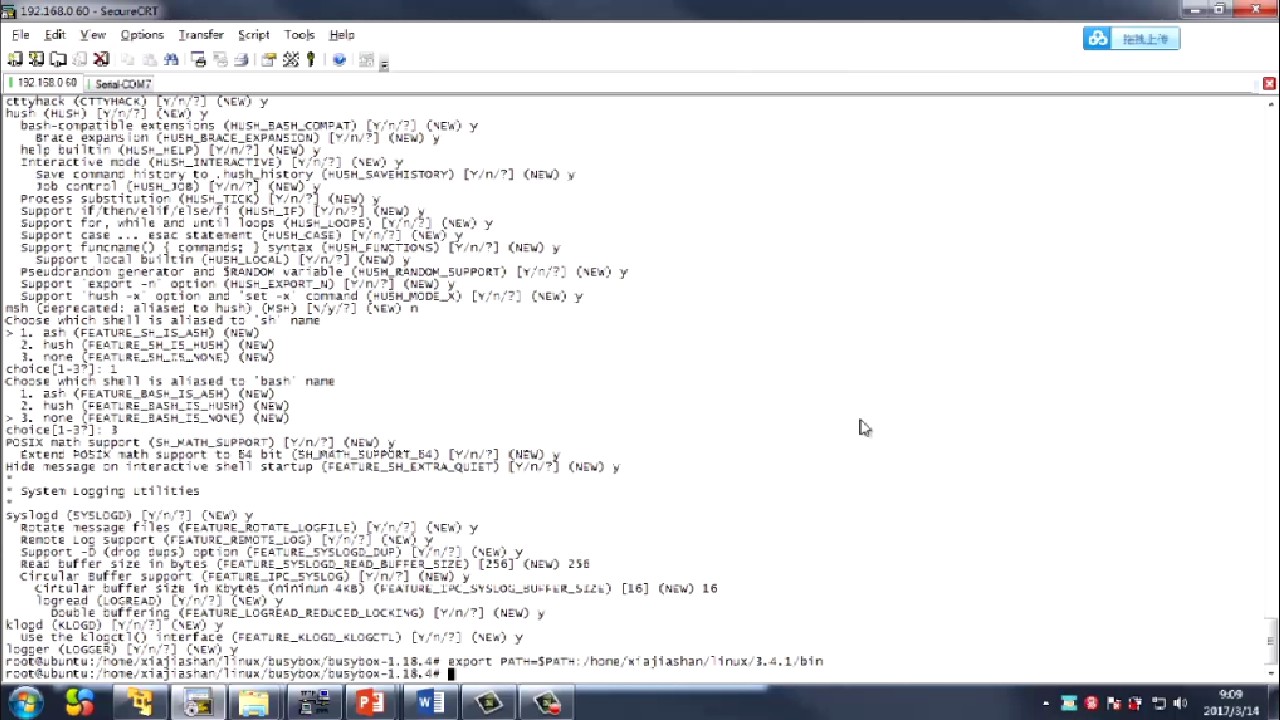 192.168.0.60 - SecureCRT
File Edit View Options Transfer Script Tools Help
拖拽上传
192.168.0.60 Serial-COM7
cttyhack (CTTYHACK) [Y/n/?] (NEW) y
hush (HUSH) [Y/n/?] (NEW) y
bash-compatible extensions (HUSH_BASH_COMPAT) [Y/n/?] (NEW) y
Brace expansion (HUSH_BRACE_EXPANSION) [Y/n/?] (NEW) y
help builtin (HUSH_HELP) [Y/n/?] (NEW) y
Interactive mode (HUSH_INTERACTIVE) [Y/n/?] (NEW) y
Save command history to .hush_history (HUSH_SAVEHISTORY) [Y/n/?] (NEW) y
Job control (HUSH_JOB) [Y/n/?] (NEW) y
Process substitution (HUSH_TICK) [Y/n/?] (NEW) y
Support if/then/elif/else/fi (HUSH_IF) [Y/n/?] (NEW) y
Support for, while and until loops (HUSH_LOOPS) [Y/n/?] (NEW) y
Support case ... esac statement (HUSH_CASE) [Y/n/?] (NEW) y
Support funcname() { commands; } syntax (HUSH_FUNCTIONS) [Y/n/?] (NEW) y
Support local builtin (HUSH_LOCAL) [Y/n/?] (NEW) y
Pseudorandom generator and $RANDOM variable (HUSH_RANDOM_SUPPORT) [Y/n/?] (NEW) y
Support `export -n' option (HUSH_EXPORT_N) [Y/n/?] (NEW) y
Support `hush -x' option and `set -x' command (HUSH_MODE_X) [Y/n/?] (NEW) y
msh (deprecated: aliased to hush) (MSH) [N/y/?] (NEW) n
Choose which shell is aliased to 'sh' name
> 1. ash (FEATURE_SH_IS_ASH) (NEW)
2. hush (FEATURE_SH_IS_HUSH) (NEW)
3. none (FEATURE_SH_IS_NONE) (NEW)
choice[1-3?]: 1
Choose which shell is aliased to 'bash' name
1. ash (FEATURE_BASH_IS_ASH) (NEW)
2. hush (FEATURE_BASH_IS_HUSH) (NEW)
> 3. none (FEATURE_BASH_IS_NONE) (NEW)
choice[1-3?]: 3
POSIX math support (SH_MATH_SUPPORT) [Y/n/?] (NEW) y
Extend POSIX math support to 64 bit (SH_MATH_SUPPORT_64) [Y/n/?] (NEW) y
Hide message on interactive shell startup (FEATURE_SH_EXTRA_QUIET) [Y/n/?] (NEW) y
*
* System Logging Utilities
*
syslogd (SYSLOGD) [Y/n/?] (NEW) y
Rotate message files (FEATURE_ROTATE_LOGFILE) [Y/n/?] (NEW) y
Remote Log support (FEATURE_REMOTE_LOG) [Y/n/?] (NEW) y
Support -D (drop dups) option (FEATURE_SYSLOGD_DUP) [Y/n/?] (NEW) y
Read buffer size in bytes (FEATURE_SYSLOGD_READ_BUFFER_SIZE) [256] (NEW) 256
Circular Buffer support (FEATURE_IPC_SYSLOG) [Y/n/?] (NEW) y
Circular buffer size in Kbytes (minimum 4KB) (FEATURE_IPC_SYSLOG_BUFFER_SIZE) [16] (NEW) 16
logread (LOGREAD) [Y/n/?] (NEW) y
Double buffering (FEATURE_LOGREAD_REDUCED_LOCKING) [Y/n/?] (NEW) y
klogd (KLOGD) [Y/n/?] (NEW) y
Use the klogctl() interface (FEATURE_KLOGD_KLOGCTL) [Y/n/?] (NEW) y
logger (LOGGER) [Y/n/?] (NEW) y
root@ubuntu:/home/xiajiashan/linux/busybox/busybox-1.18.4# export PATH=$PATH:/home/xiajiashan/linux/3.4.1/bin
root@ubuntu:/home/xiajiashan/linux/busybox/busybox-1.18.4#
9:09
2017/3/14